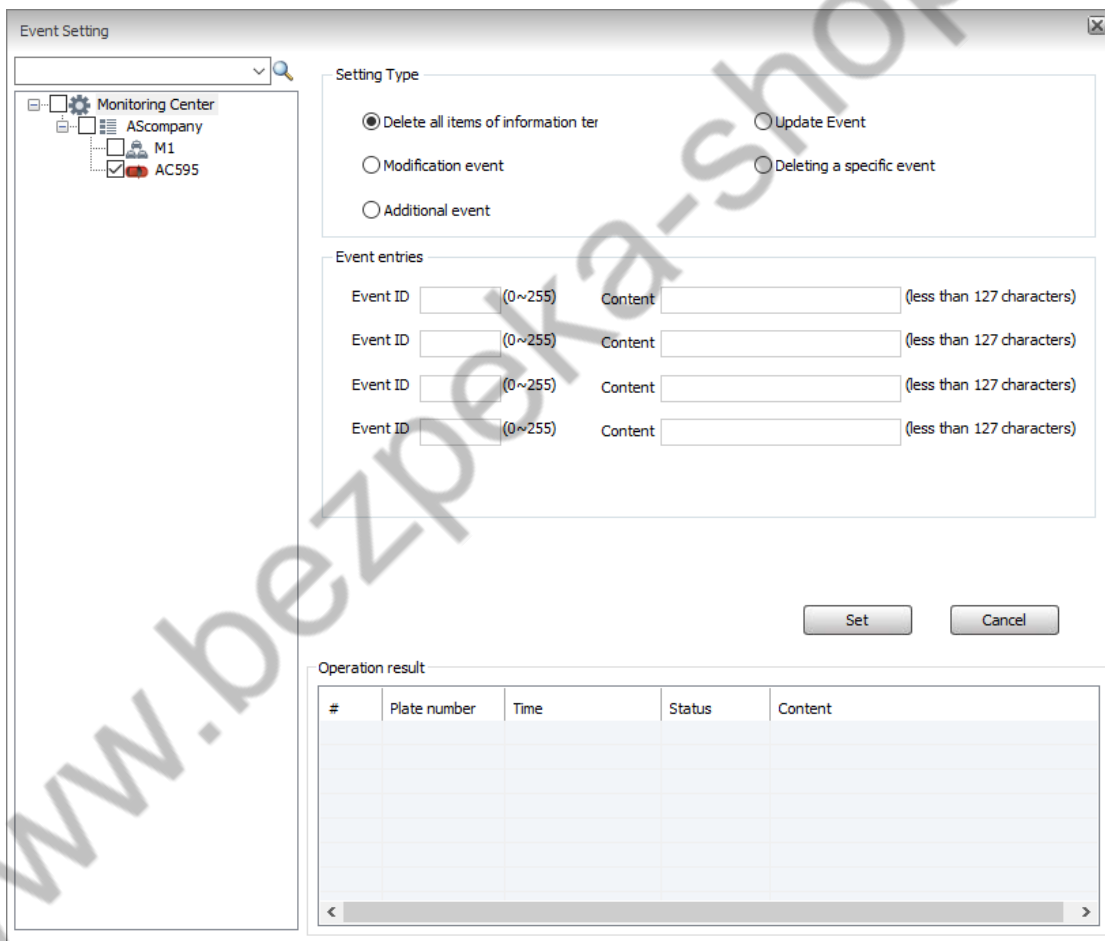 Event Setting
Setting Type
Monitoring Center
AScompany
M1
AC595
Delete all items of information ter
Update Event
Modification event
Deleting a specific event
Additional event
Event entries
Event ID (0~255) Content (less than 127 characters)
Event ID (0~255) Content (less than 127 characters)
Event ID (0~255) Content (less than 127 characters)
Event ID (0~255) Content (less than 127 characters)
Set Cancel
Operation result
# Plate number Time Status Content
www.bezpeka-shop